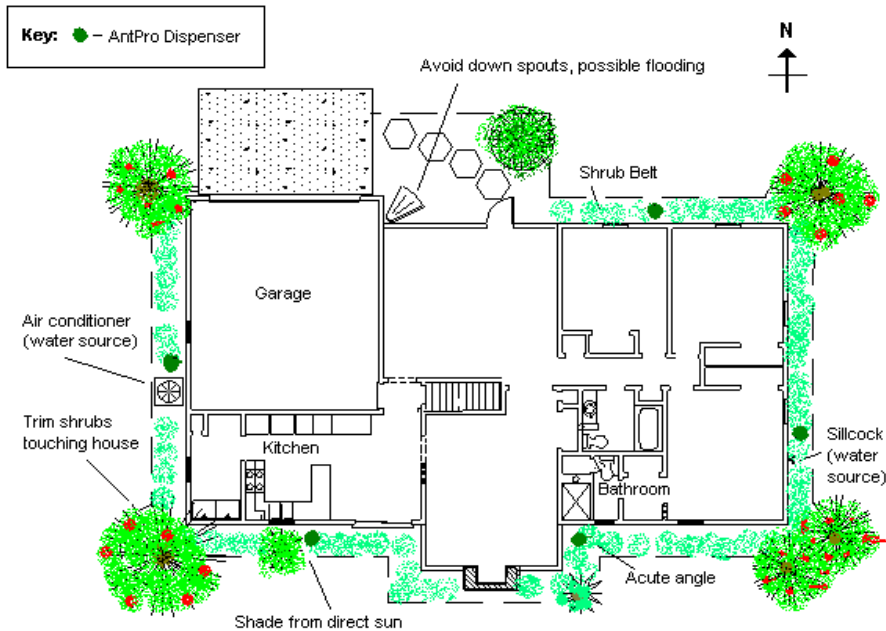 Key: – AntPro Dispenser
N
Avoid down spouts, possible flooding
Shrub Belt
Garage
Air conditioner
(water source)
Trim shrubs
touching house
Kitchen
Bathroom
Sillcock
(water
source)
Acute angle
Shade from direct sun